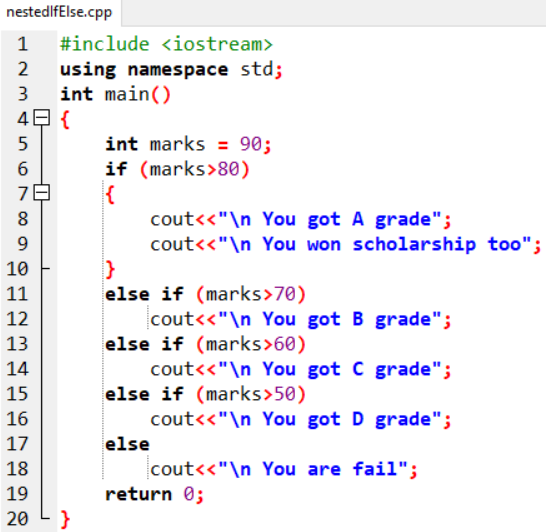 nestedIfElse.cpp
1 #include <iostream>
2 using namespace std;
3 int main()
4 {
5 int marks = 90;
6 if (marks>80)
7 {
8 cout<<"\n You got A grade";
9 cout<<"\n You won scholarship too";
10 }
11 else if (marks>70)
12 cout<<"\n You got B grade";
13 else if (marks>60)
14 cout<<"\n You got C grade";
15 else if (marks>50)
16 cout<<"\n You got D grade";
17 else
18 cout<<"\n You are fail";
19 return 0;
20 }